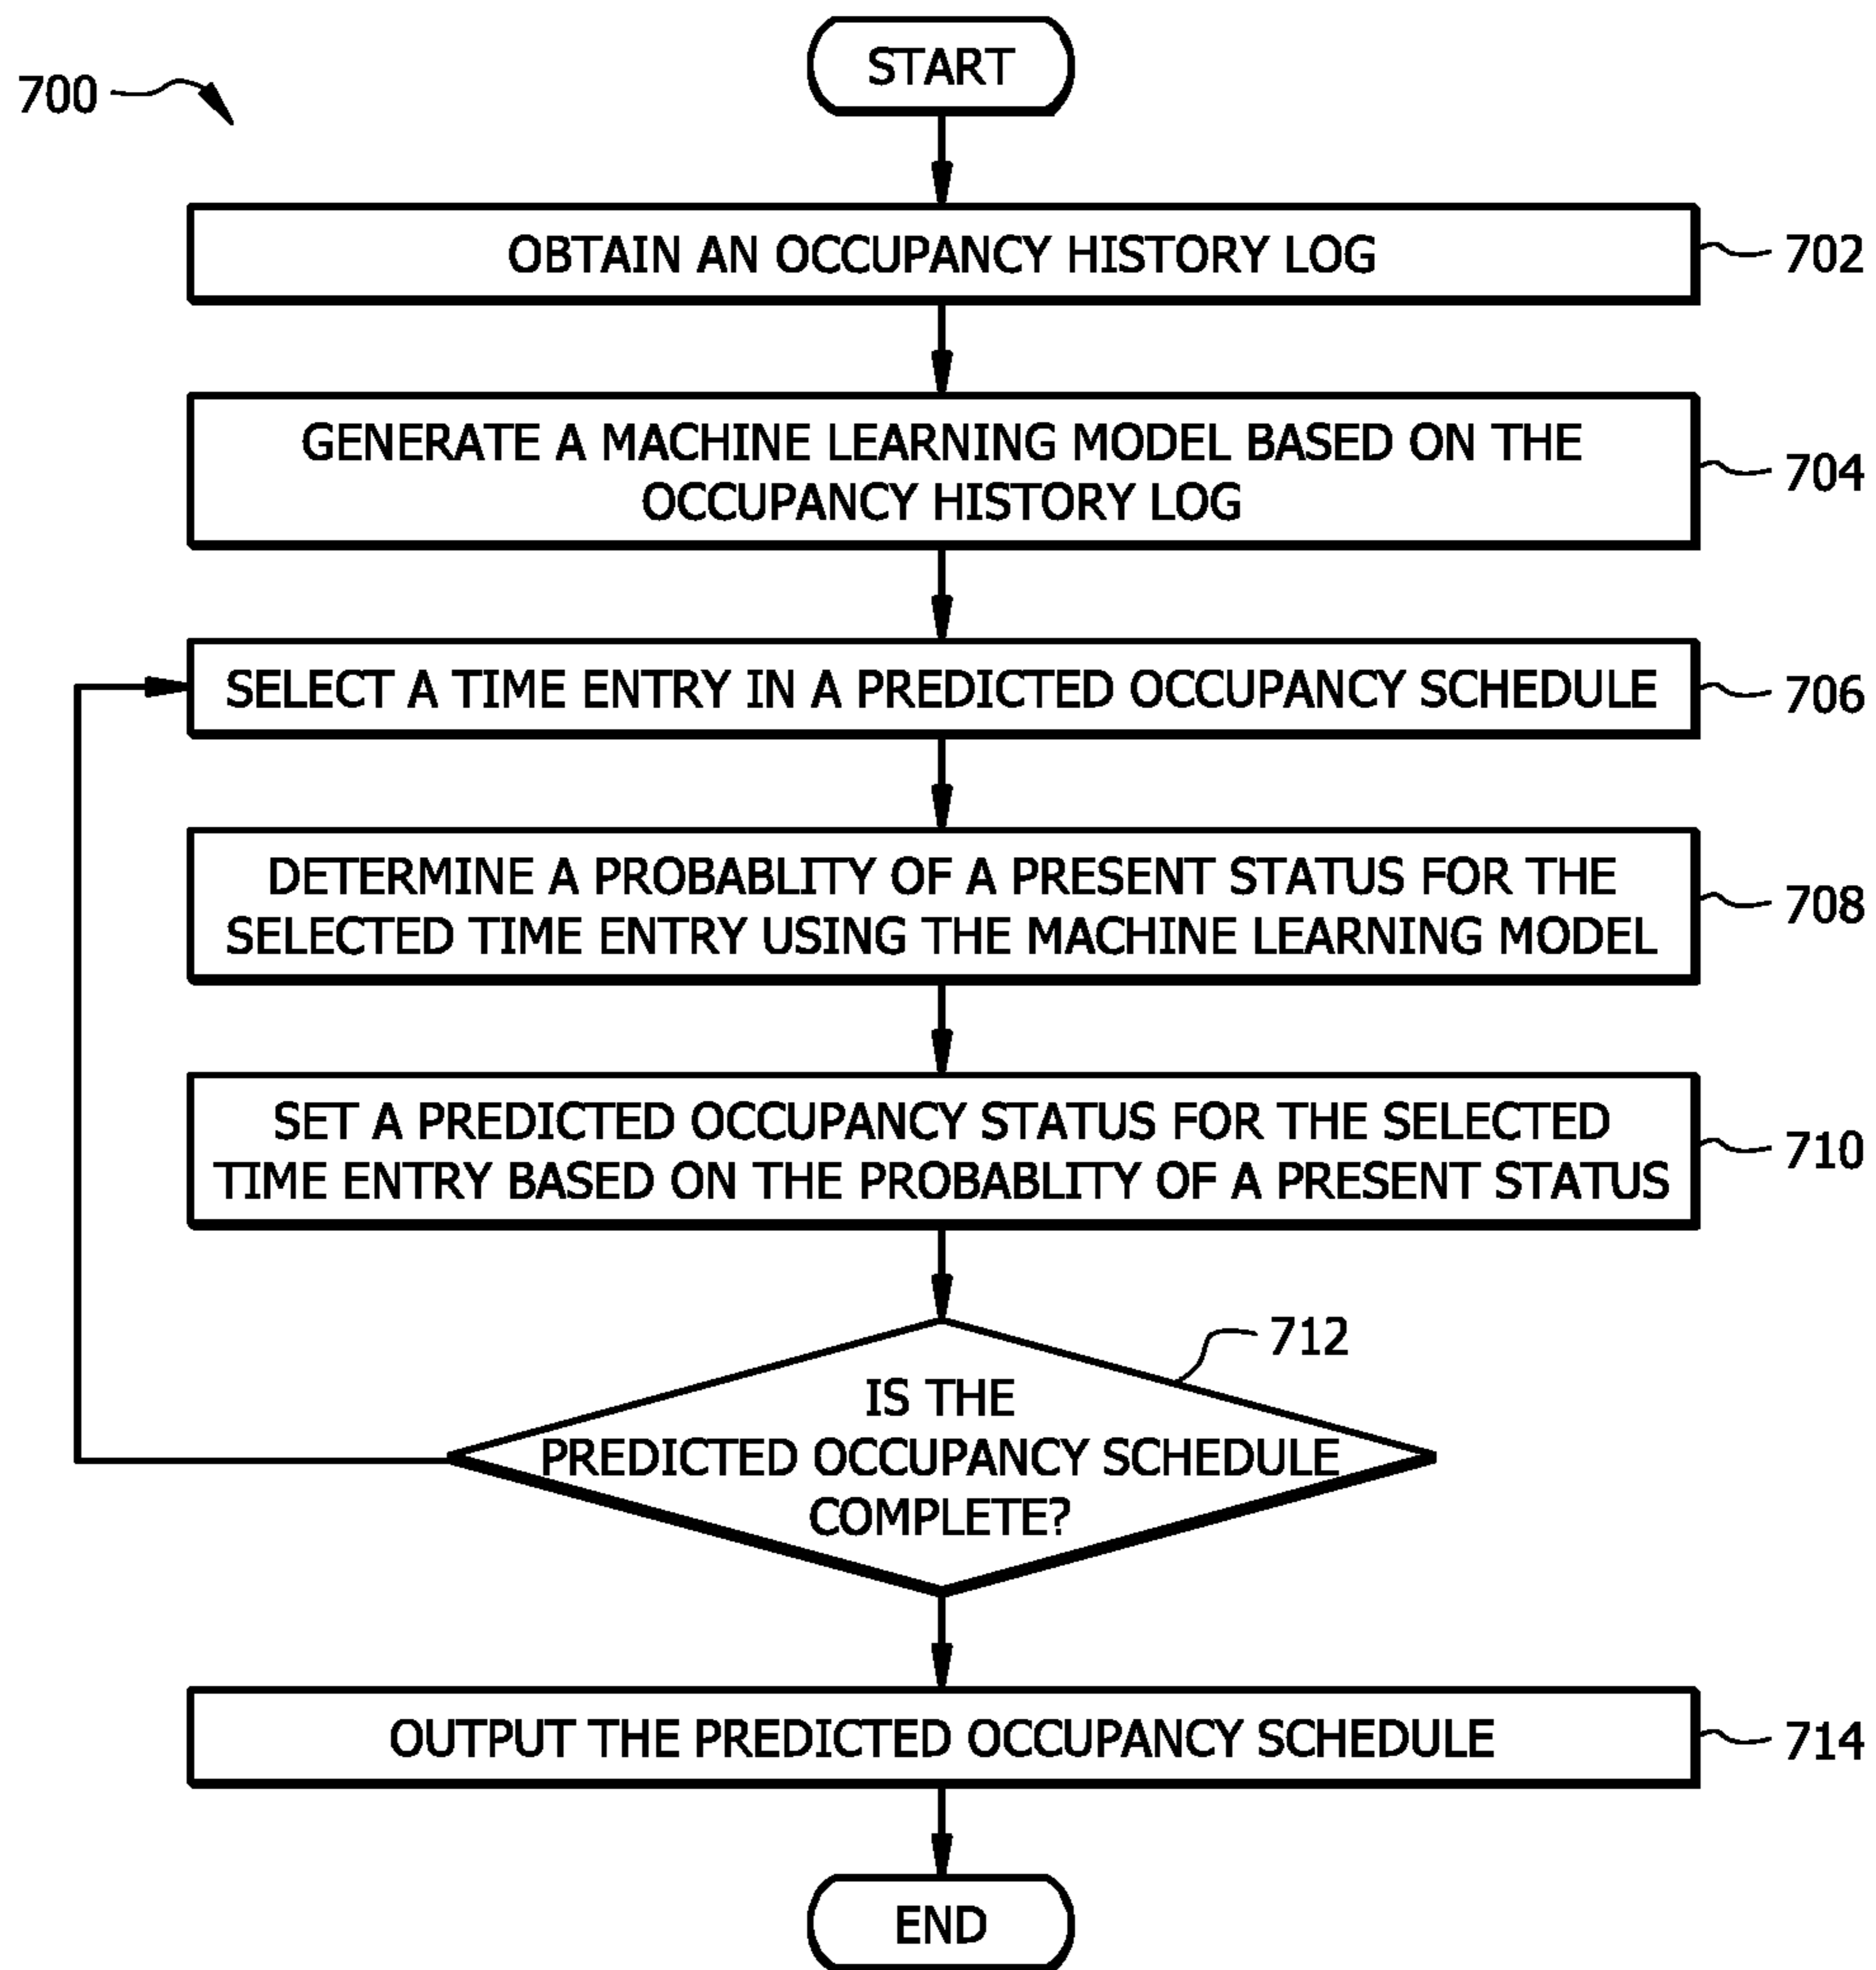 START
700
OBTAIN AN OCCUPANCY HISTORY LOG
702
GENERATE A MACHINE LEARNING MODEL BASED ON THE
OCCUPANCY HISTORY LOG
704
SELECT A TIME ENTRY IN A PREDICTED OCCUPANCY SCHEDULE
706
DETERMINE A PROBABLITY OF A PRESENT STATUS FOR THE
SELECTED TIME ENTRY USING THE MACHINE LEARNING MODEL
708
SET A PREDICTED OCCUPANCY STATUS FOR THE SELECTED
TIME ENTRY BASED ON THE PROBABLITY OF A PRESENT STATUS
710
712
IS THE
PREDICTED OCCUPANCY SCHEDULE
COMPLETE?
OUTPUT THE PREDICTED OCCUPANCY SCHEDULE
714
END